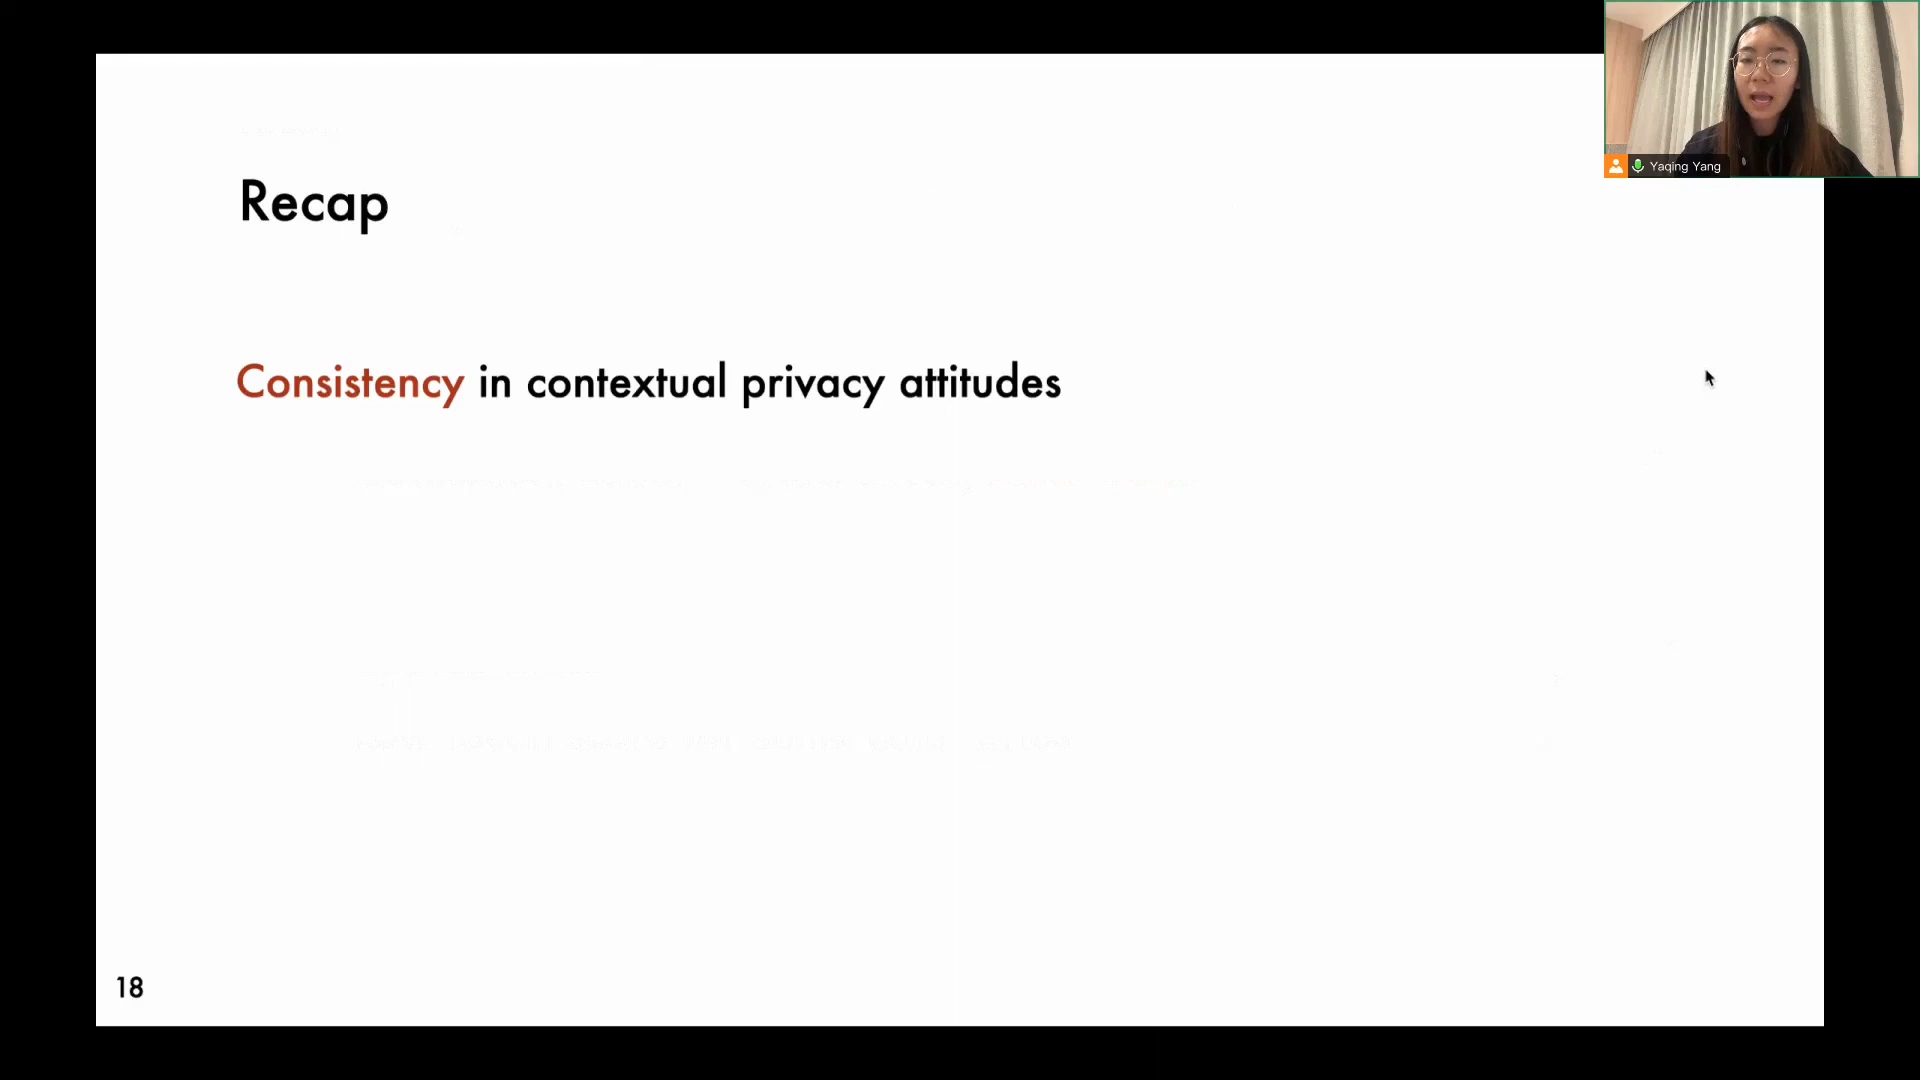 Yaqing Yang
Recap
Consistency in contextual privacy attitudes
18